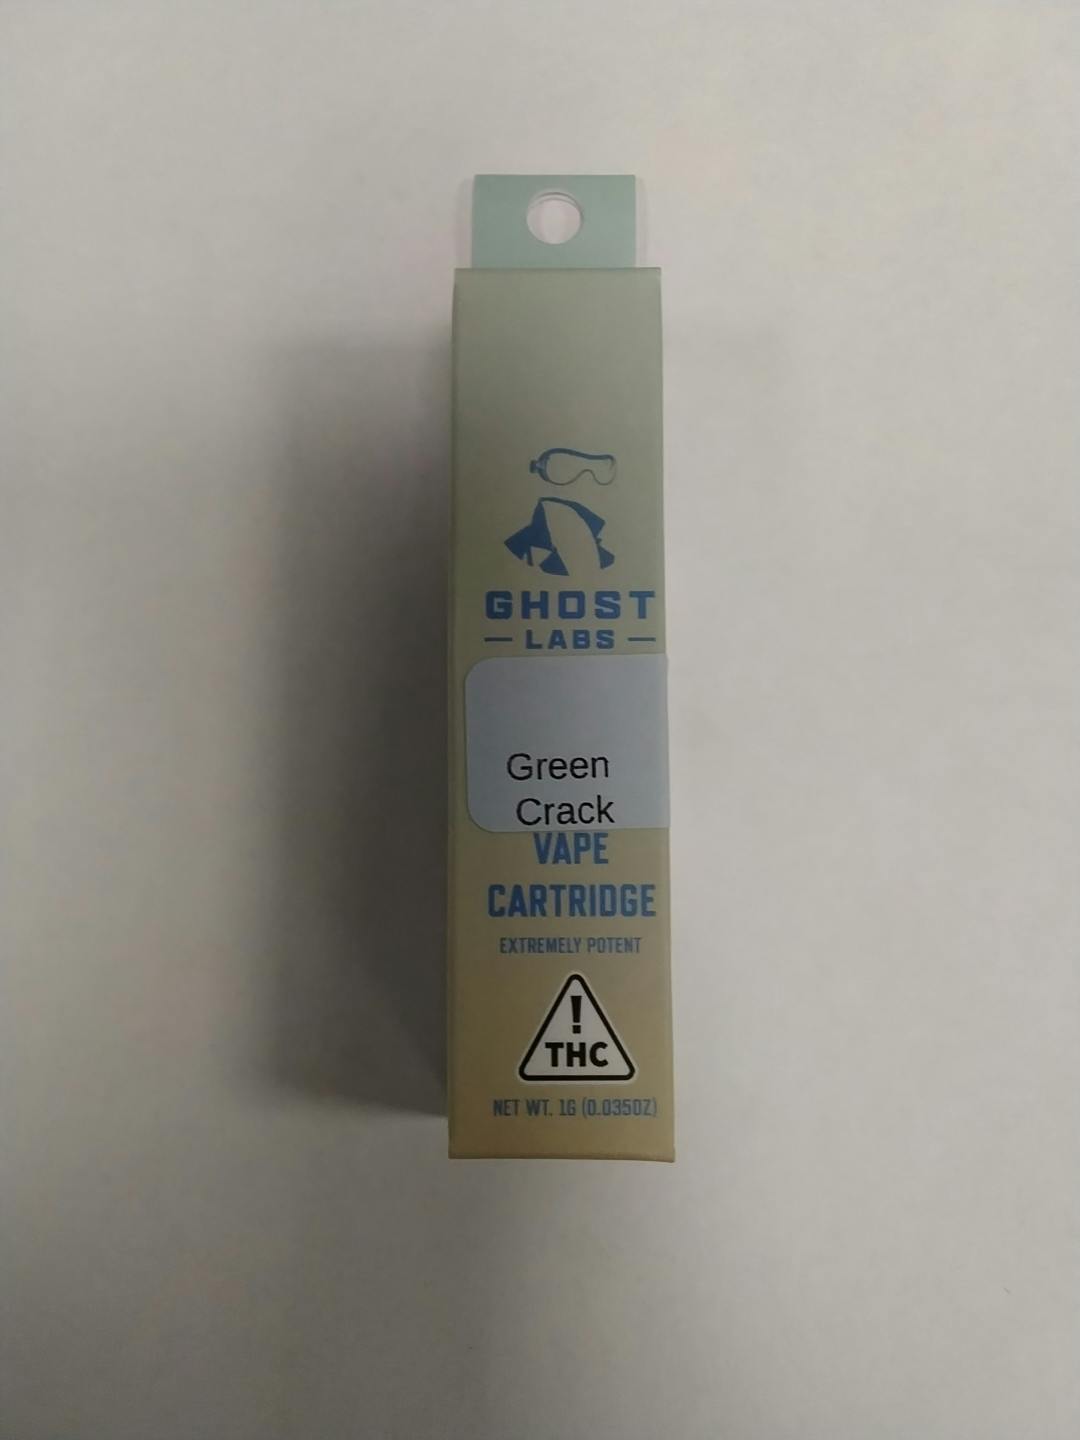 GHOST
— LABS —
Green
Crack
VAPE
CARTRIDGE
EXTREMELY POTENT
!
THC
NET WT. 1G (0.035OZ)